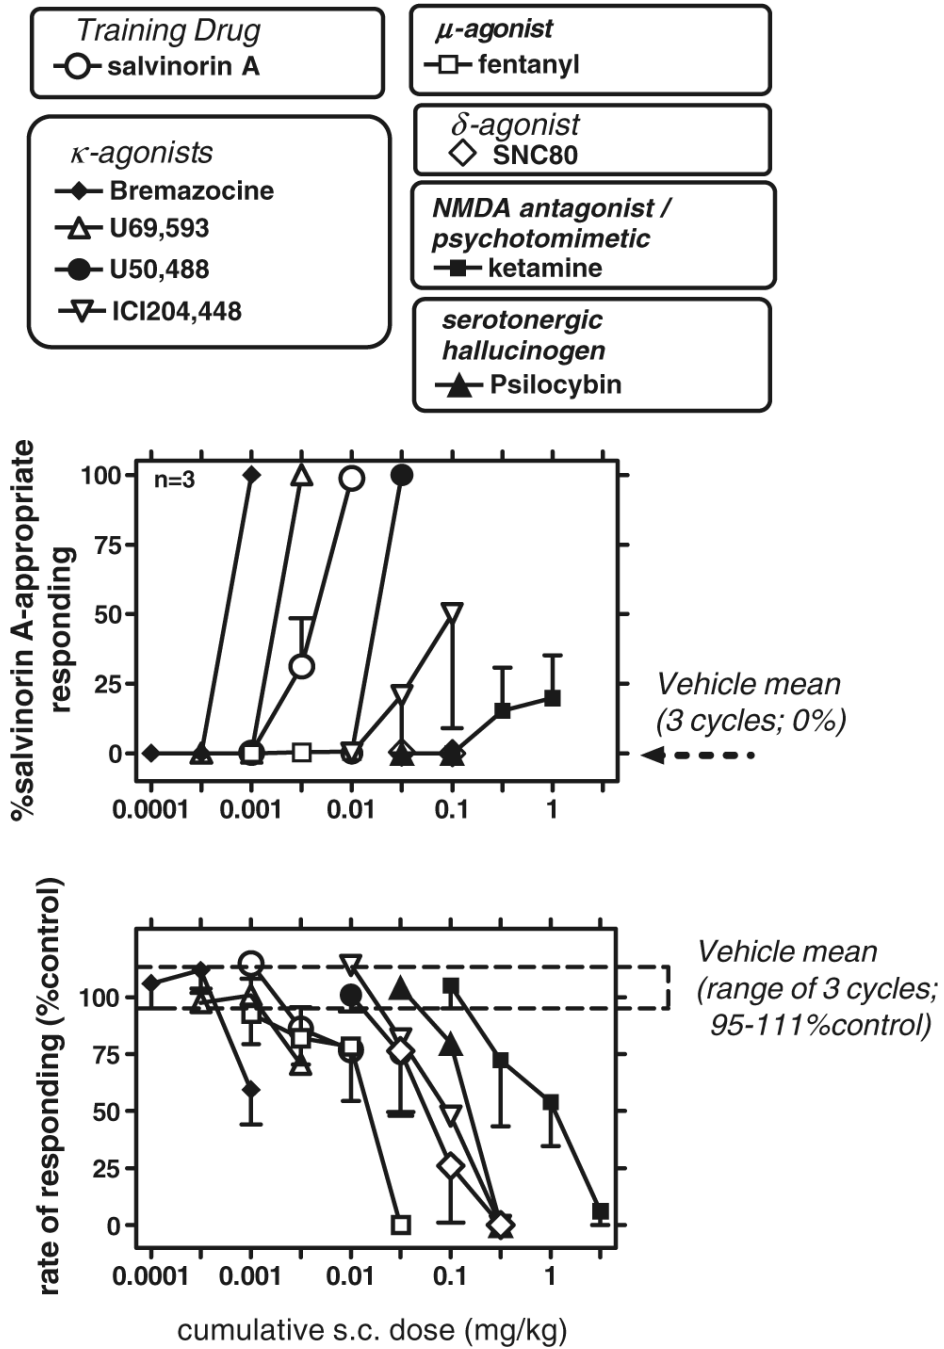 Training Drug
salvinorin A
κ-agonists
Bremazocine
U69,593
U50,488
ICI204,448
μ-agonist
fentanyl
δ-agonist
SNC80
NMDA antagonist /
psychotomimetic
ketamine
serotonergic
hallucinogen
Psilocybin
%salvinorin A-appropriate
responding
n=3
100
75
50
25
0
0.0001
0.001
0.01
0.1
1
Vehicle mean
(3 cycles; 0%)
rate of responding (%control)
100
75
50
25
0
0.0001
0.001
0.01
0.1
1
Vehicle mean
(range of 3 cycles;
95-111%control)
cumulative s.c. dose (mg/kg)